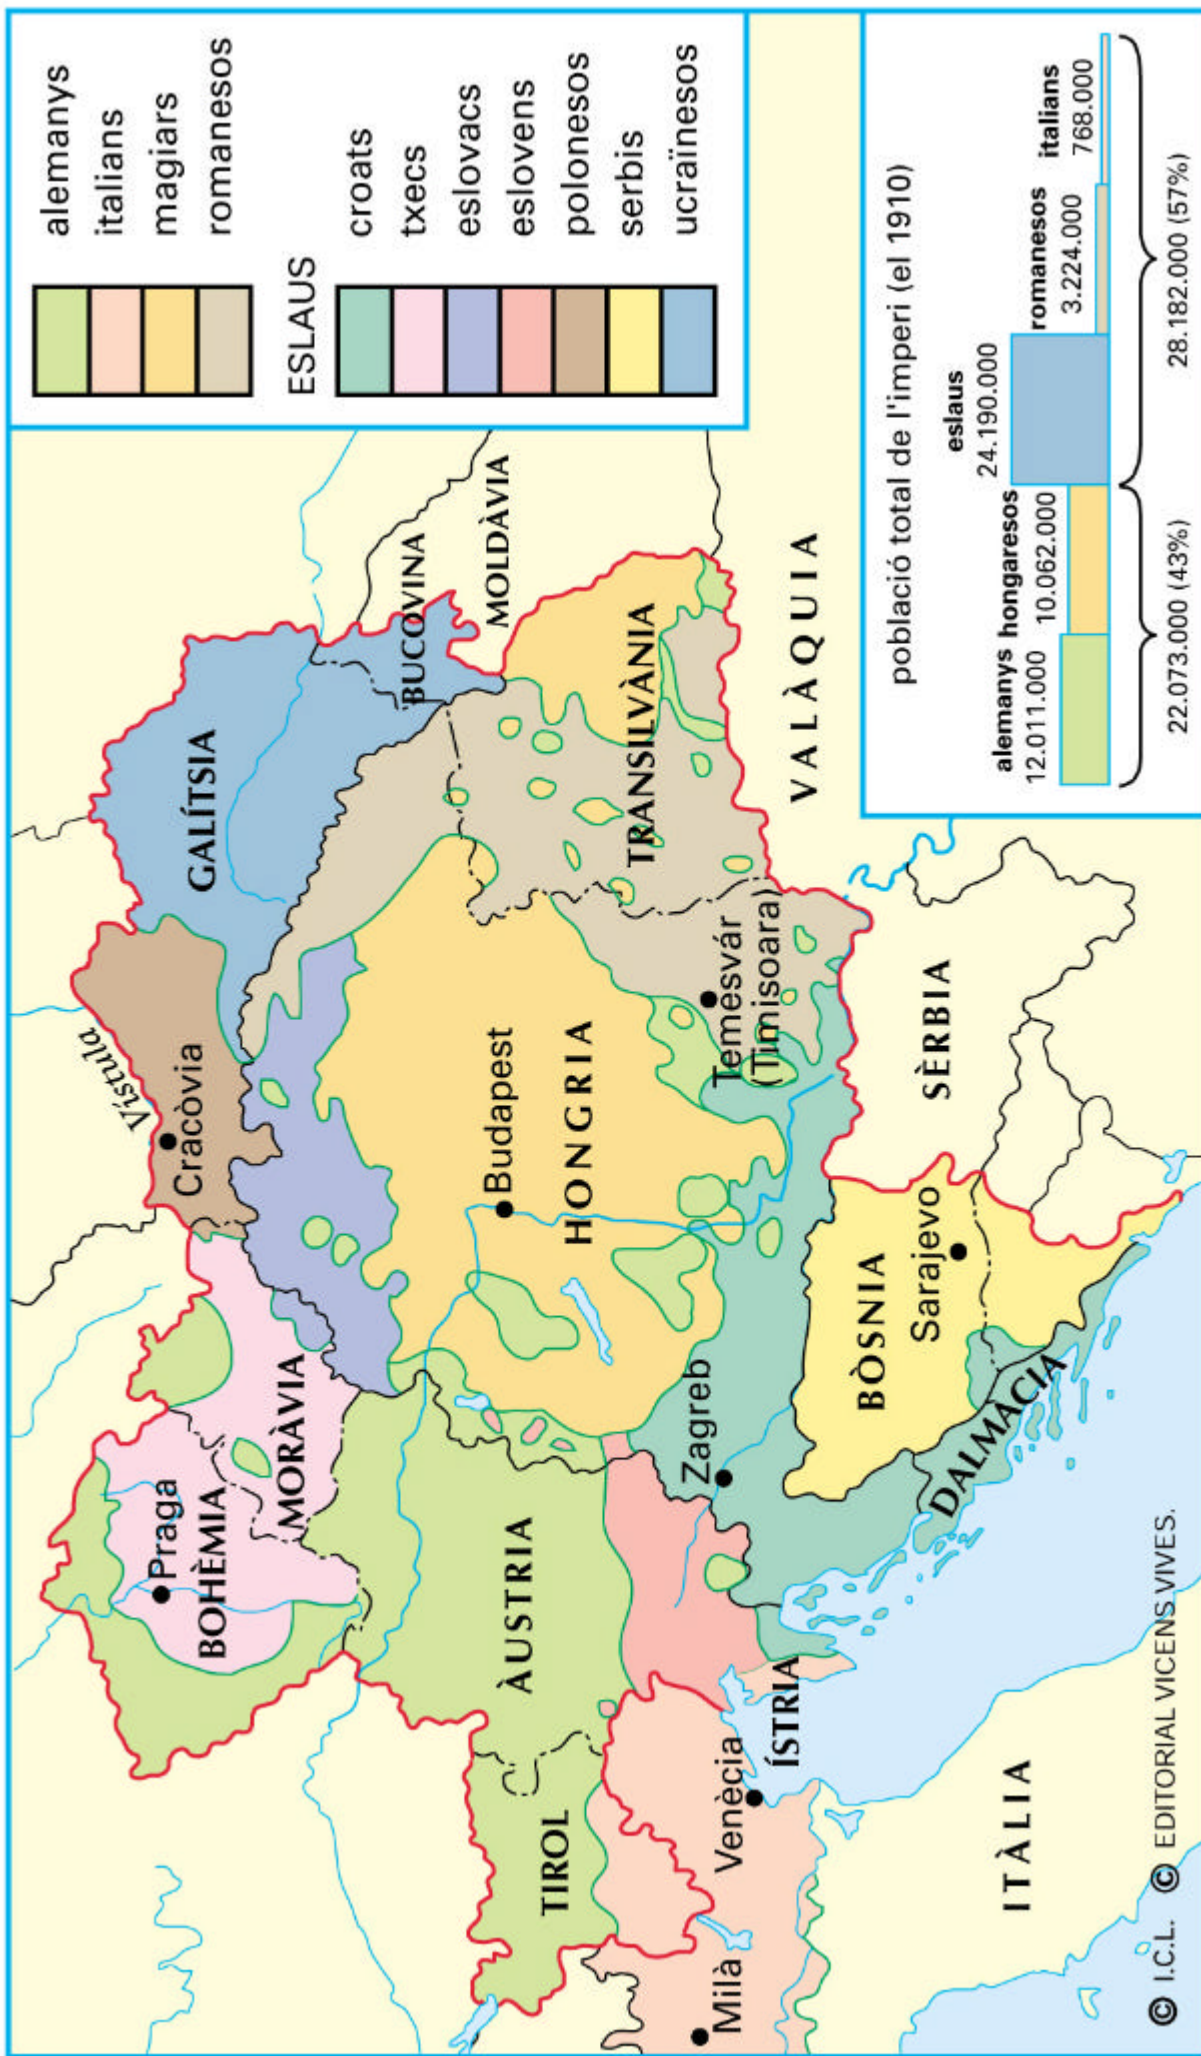 alemanys
italians
magiars
romanesos
ESLAUS
croats
txecs
eslovacs
eslovens
polonesos
serbis
ucraïnesos
Vístula
Cracòvia
GALÍTSIA
BUCOVINA
MOLDÀVIA
Praga
BOHÈMIA
MORÀVIA
ÀUSTRIA
TIROL
Budapest
HONGRIA
TRANSILVÀNIA
Temesvár
(Timisoara)
VALÀQUIA
Zagreb
BÒSNIA
Sarajevo
SÈRBIA
DALMÀCIA
ÍSTRIA
Venècia
Milà
ITÀLIA
població total de l'imperi (el 1910)
alemanys
12.011.000
hongaresos
10.062.000
eslaus
24.190.000
romanesos
3.224.000
italians
768.000
22.073.000 (43%)
28.182.000 (57%)
© I.C.L. © EDITORIAL VICENS VIVES.